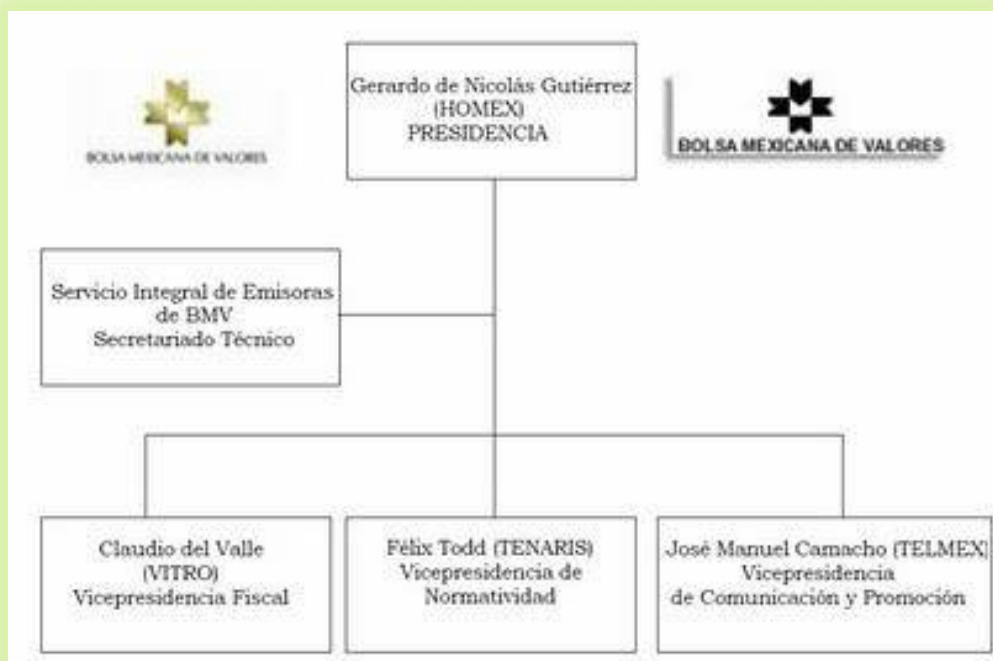 Gerardo de Nicolás Gutiérrez
(HOMEX)
PRESIDENCIA
BOLSA MEXICANA DE VALORES
BOLSA MEXICANA DE VALORES
Servicio Integral de Emisoras
de BMV
Secretariado Técnico
Claudio del Valle
(VITRO)
Vicepresidencia Fiscal
Félix Todd (TENARIS)
Vicepresidencia de
Normatividad
José Manuel Camacho (TELMEX)
Vicepresidencia
de Comunicación y Promoción